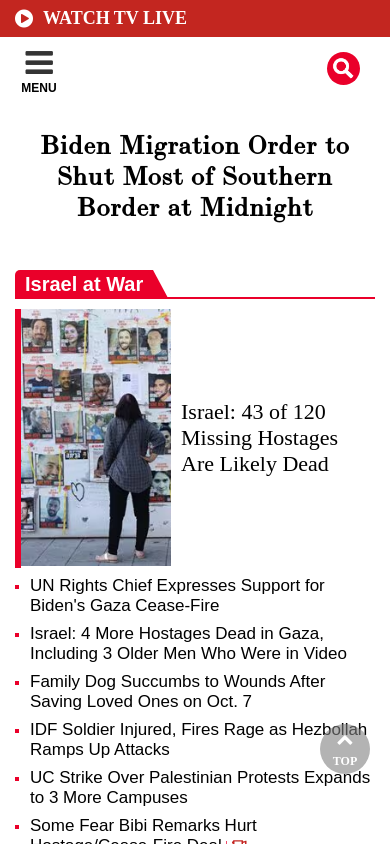 WATCH TV LIVE
MENU
Biden Migration Order to
Shut Most of Southern
Border at Midnight
Israel at War
Israel: 43 of 120
Missing Hostages
Are Likely Dead
UN Rights Chief Expresses Support for
Biden's Gaza Cease-Fire
Israel: 4 More Hostages Dead in Gaza,
Including 3 Older Men Who Were in Video
Family Dog Succumbs to Wounds After
Saving Loved Ones on Oct. 7
IDF Soldier Injured, Fires Rage as Hezbollah
Ramps Up Attacks
TOP
UC Strike Over Palestinian Protests Expands
to 3 More Campuses
Some Fear Bibi Remarks Hurt
Hostage/Cease-Fire Deal